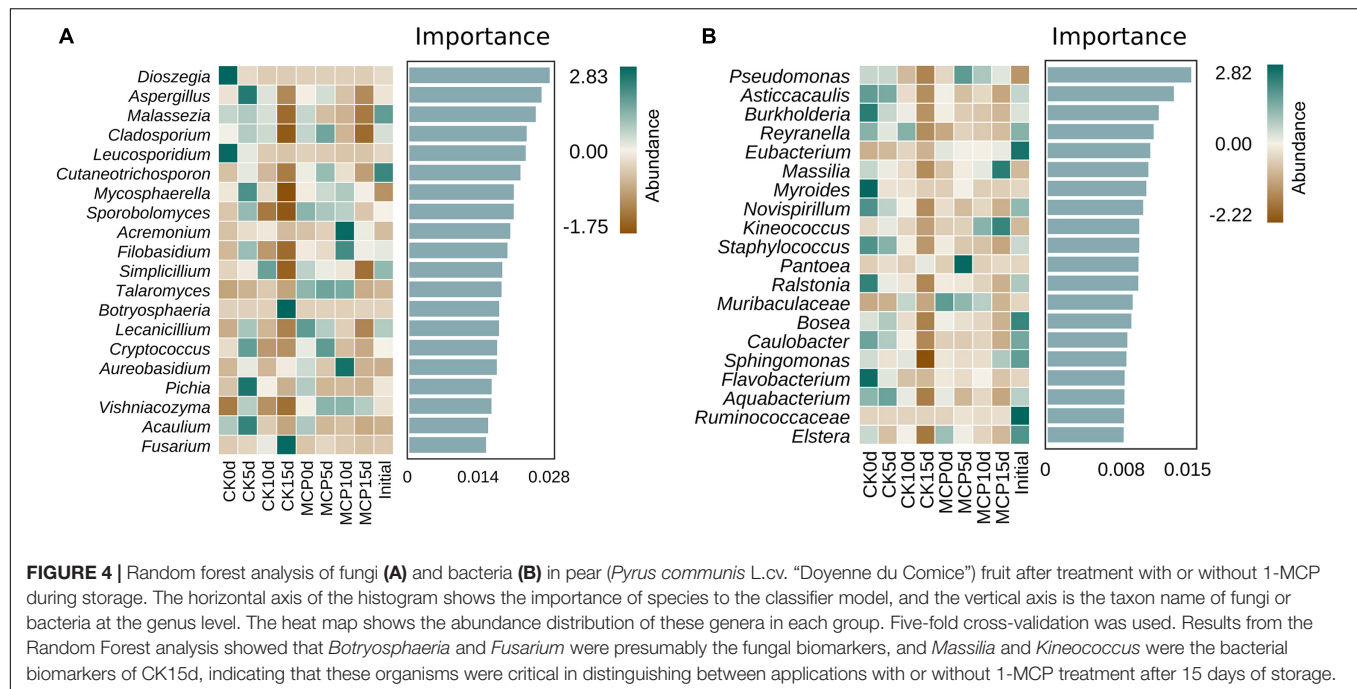 A
Importance
Dioszegia
Aspergillus
Malassezia
Cladosporium
Leucosporidium
Cutaneotrichosporon
Mycosphaerella
Sporobolomyces
Acremonium
Filobasidium
Simplicillium
Talaromyces
Botryosphaeria
Lecanicillium
Cryptococcus
Aureobasidium
Pichia
Vishniacozyma
Acaulium
Fusarium
CK0d
CK5d
CK10d
CK15d
MCP0d
MCP5d
MCP10d
MCP15d
Initial
0
0.014
0.028
2.83
0.00
-1.75
Abundance
B
Importance
Pseudomonas
Asticcacaulis
Burkholderia
Reyranella
Eubacterium
Massilia
Myroides
Novispirillum
Kineococcus
Staphylococcus
Pantoea
Ralstonia
Muribaculaceae
Bosea
Caulobacter
Sphingomonas
Flavobacterium
Aquabacterium
Ruminococcaceae
Elstera
CK0d
CK5d
CK10d
CK15d
MCP0d
MCP5d
MCP10d
MCP15d
Initial
0
0.008
0.015
2.82
0.00
-2.22
Abundance
FIGURE 4 | Random forest analysis of fungi (A) and bacteria (B) in pear (Pyrus communis L.cv. “Doyenne du Comice”) fruit after treatment with or without 1-MCP
during storage. The horizontal axis of the histogram shows the importance of species to the classifier model, and the vertical axis is the taxon name of fungi or
bacteria at the genus level. The heat map shows the abundance distribution of these genera in each group. Five-fold cross-validation was used. Results from the
Random Forest analysis showed that Botryosphaeria and Fusarium were presumably the fungal biomarkers, and Massilia and Kineococcus were the bacterial
biomarkers of CK15d, indicating that these organisms were critical in distinguishing between applications with or without 1-MCP treatment after 15 days of storage.